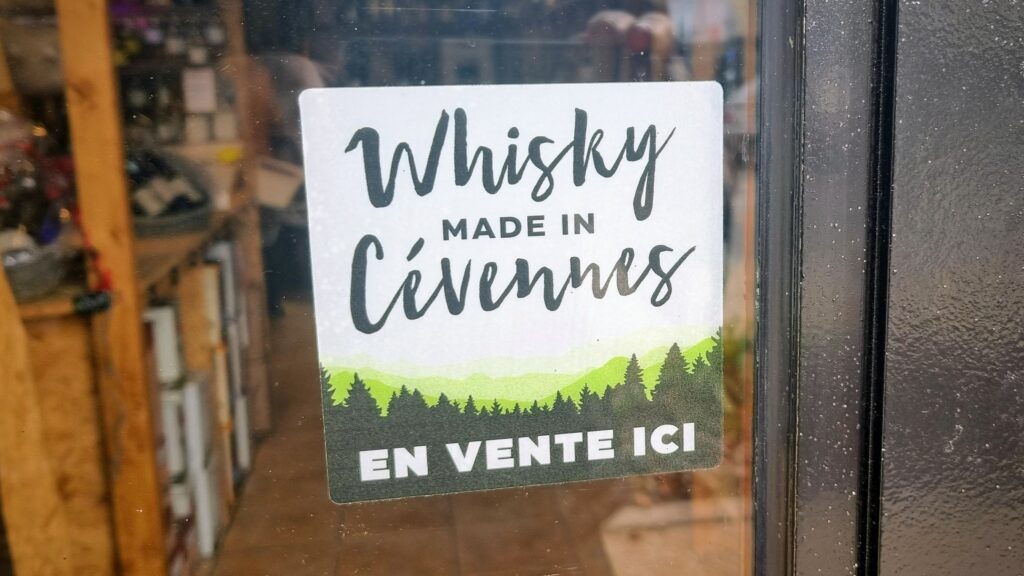 Whisky
MADE IN
Cévennes
EN VENTE ICI